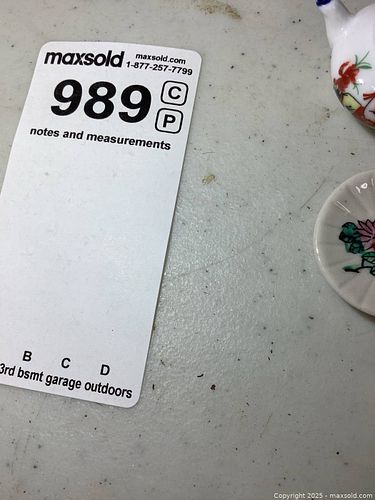 maxsold maxsold.com
1-877-257-7799
989 C
P
notes and measurements
B C D
3rd bsmt garage outdoors
Copyright © 2025 - maxsold.com